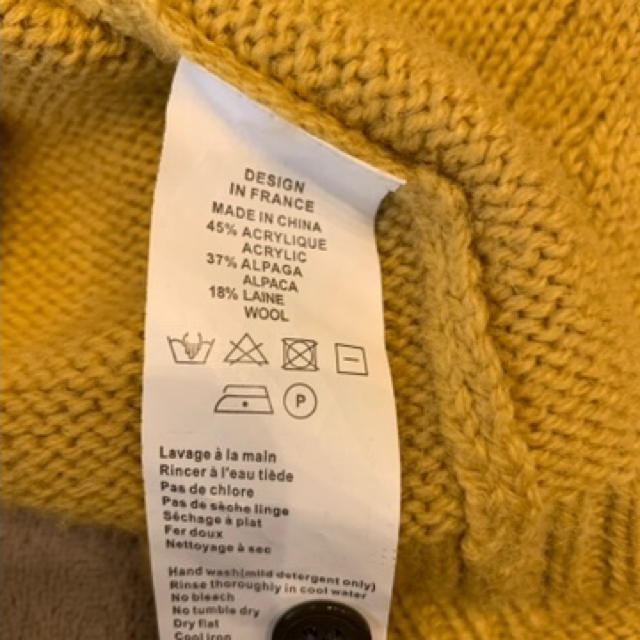 DESIGN
IN FRANCE
MADE IN CHINA
45% ACRYLIQUE
ACRYLIC
37% ALPAGA
ALPACA
18% LAINE
WOOL
P
Lavage à la main
Rincer à l'eau tiède
Pas de chlore
Pas de sèche linge
Séchage à plat
Fer doux
Nettoyage à sec
Hand wash(mild detergent only)
Rinse thoroughly in cool water
No bleach
No tumble dry
Dry flat
Cool iron